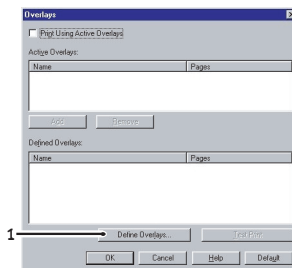 Overlays
Print Using Active Overlays
Active Overlays:
Name Pages
Add Remove
Defined Overlays:
Name Pages
1 Define Overlays... Test Print
OK Cancel Help Default